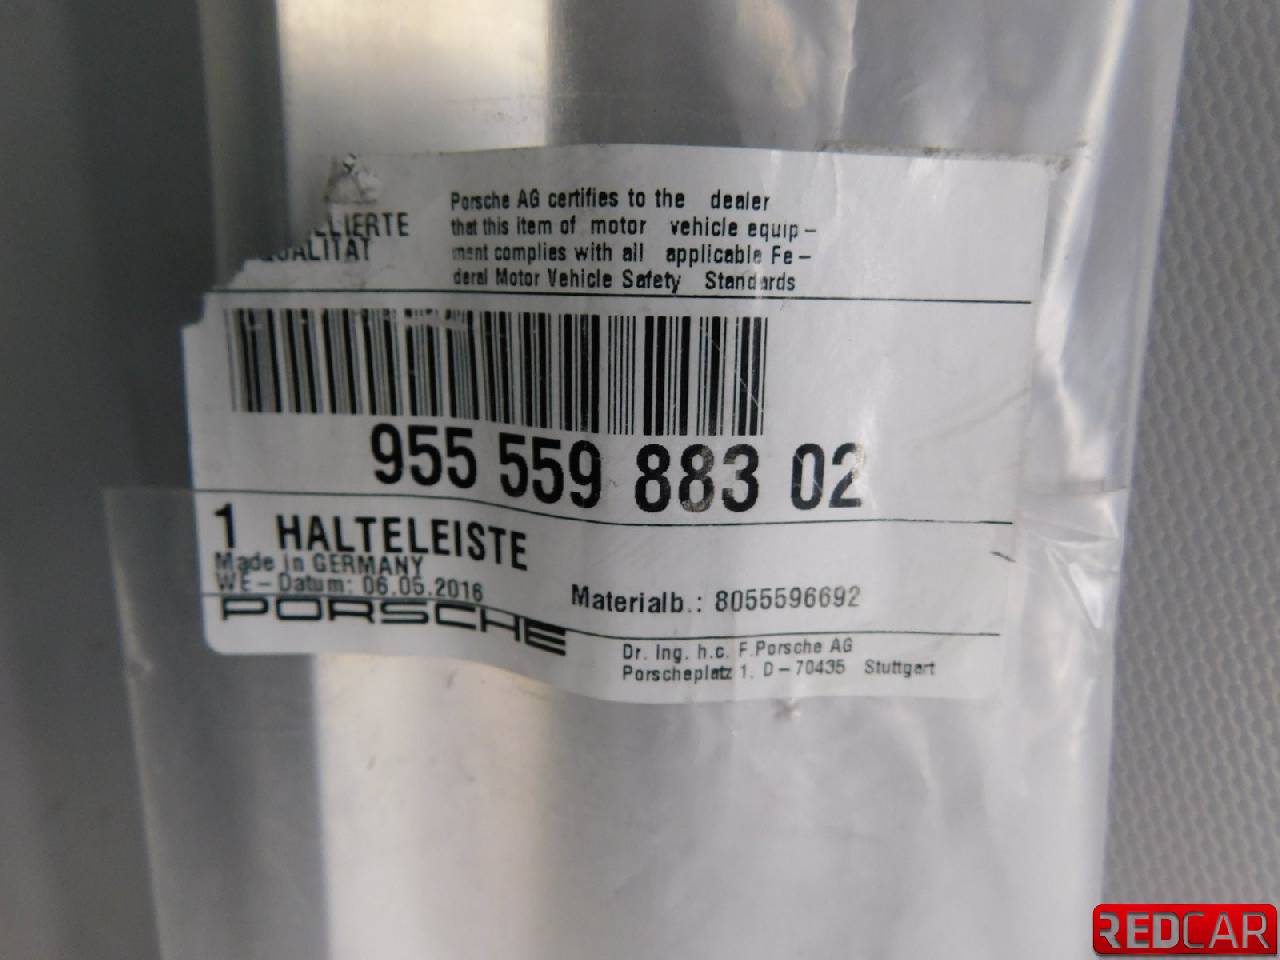 Porsche AG certifies to the dealer
that this item of motor vehicle equip-
ment complies with all applicable Fe-
deral Motor Vehicle Safety Standards
LLIERTE
QUALITAT
955 559 883 02
1 HALTELEISTE
Made in GERMANY
WE-Datum: 06.05.2016
Materialb.: 8055596692
PORSCHE
Dr. Ing. h.c. F.Porsche AG
Porscheplatz 1, D-70435 Stuttgart
REDCAR